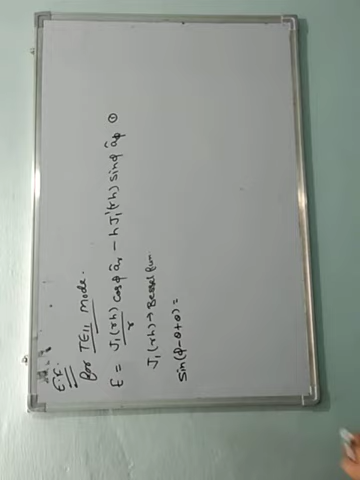 Ex:
for TE11 Mode.
E = J1(rh)/r cosφ âr - h J1'(rh) sinφ âφ ①
J1(rh) → Bessel fun
sin(φ-θ+θ) =